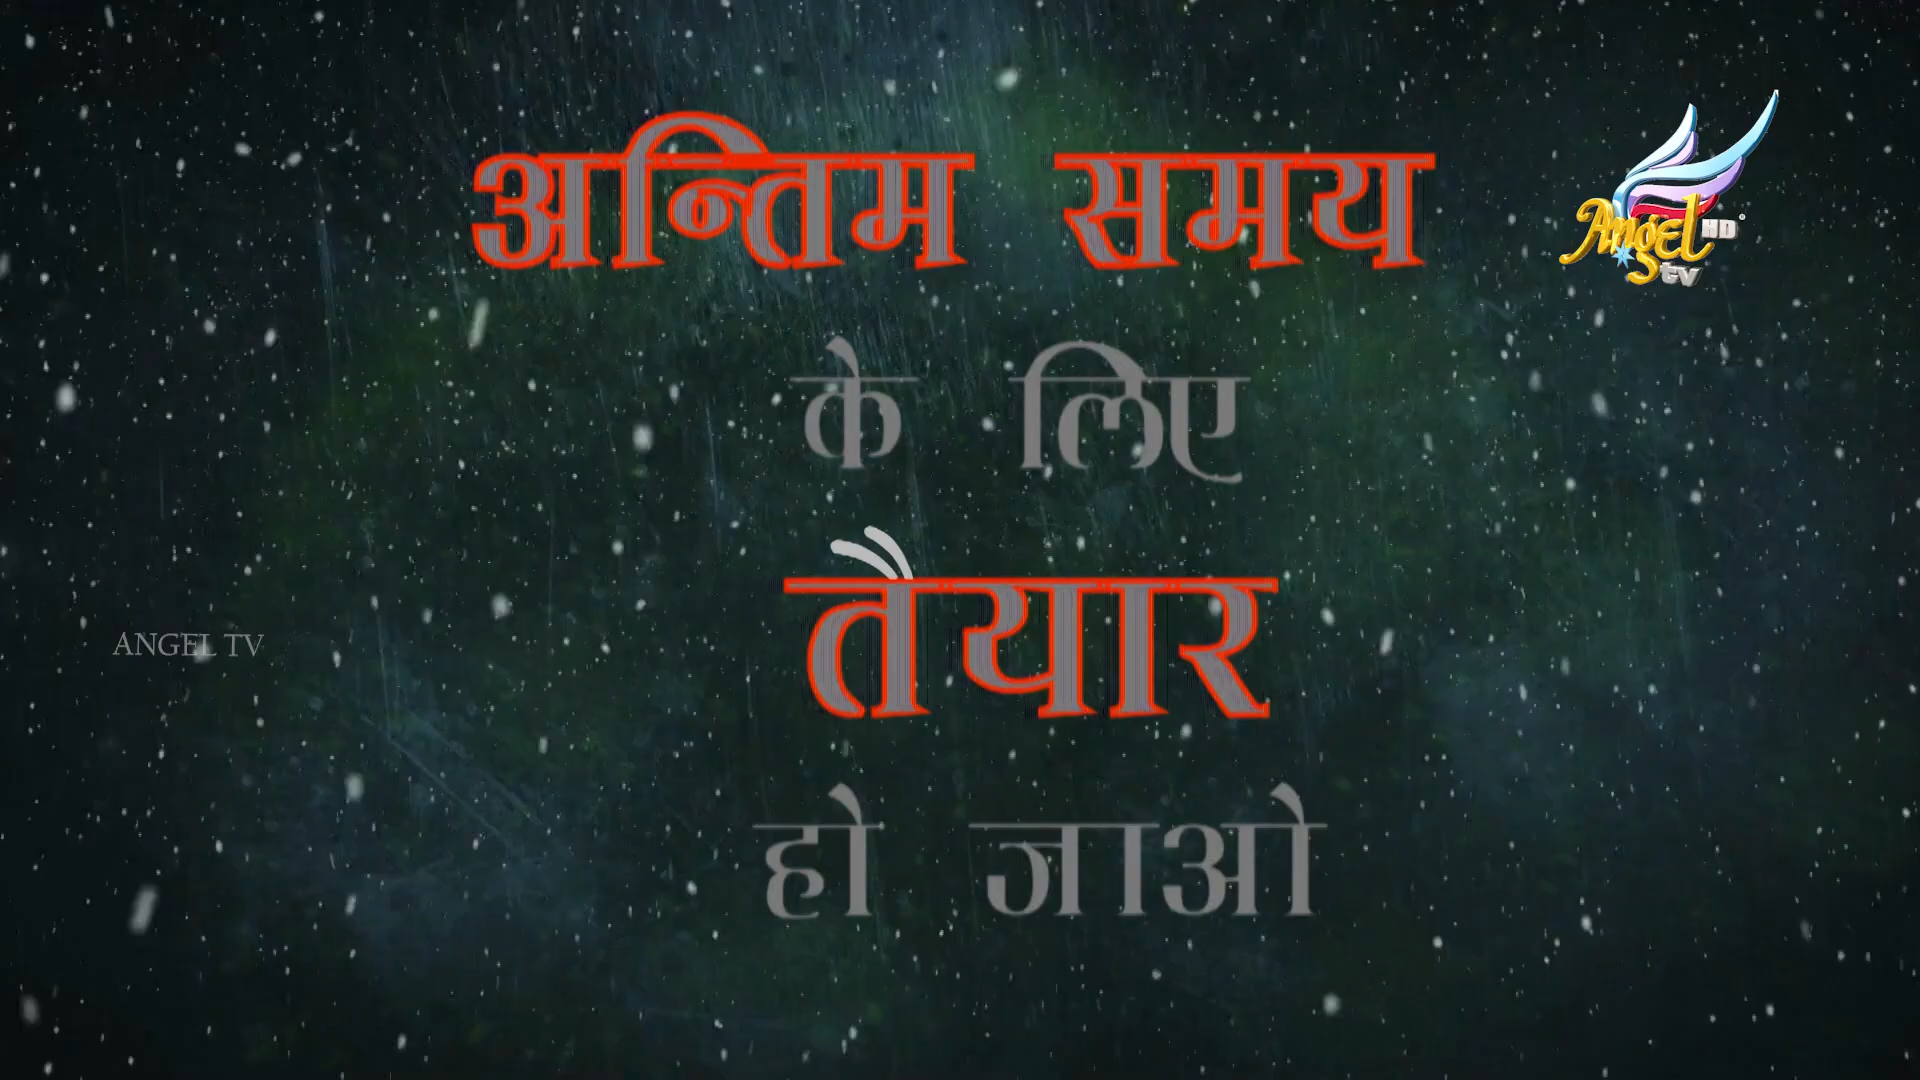 अन्तिम समय
Angel HD
tv
के लिए
तैयार
ANGEL TV
हो जाओ